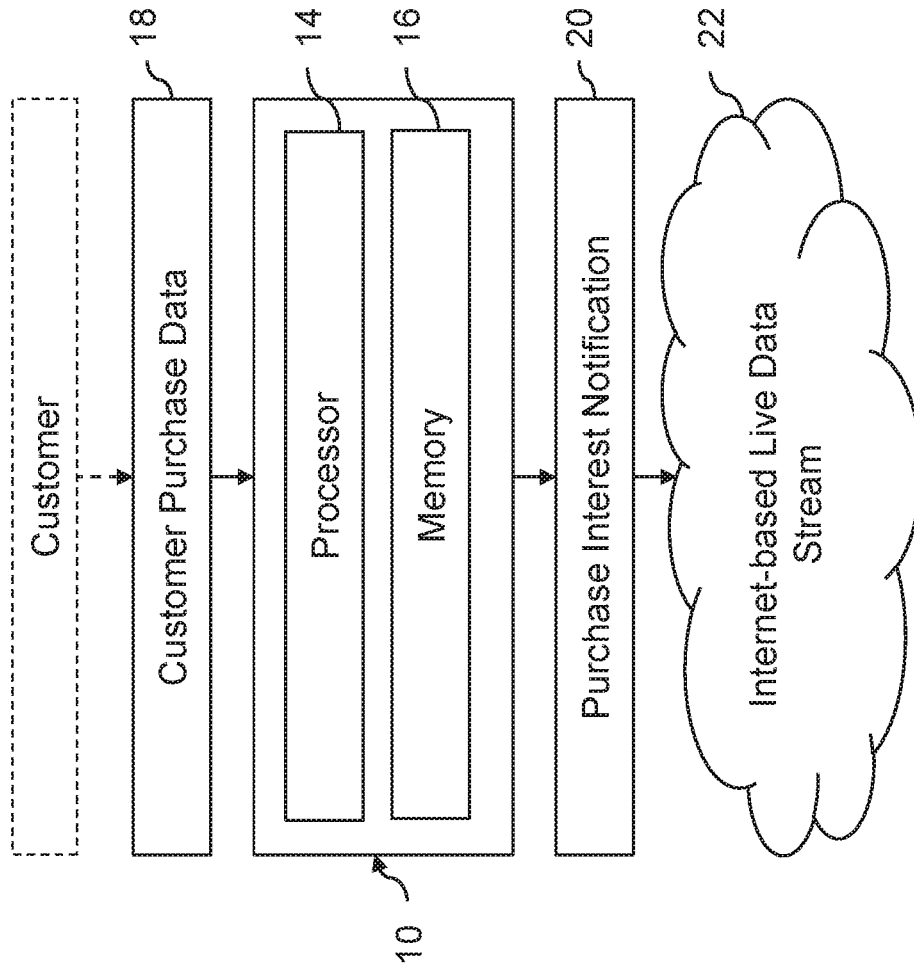 Customer
Customer Purchase Data
18
Processor
14
Memory
16
10
Purchase Interest Notification
20
Internet-based Live Data
Stream
22